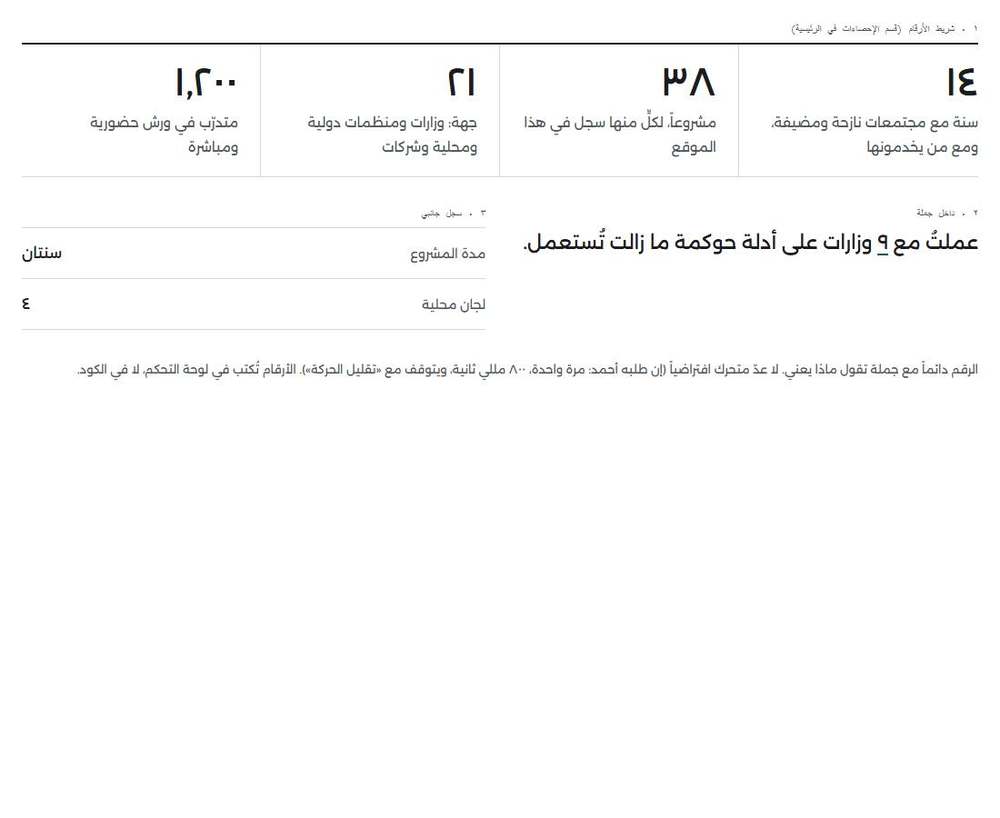 ١ · شريط الأرقام (قسم الإحصاءات في الرئيسية)
١٤
سنة مع مجتمعات نازحة ومضيفة،
ومع من يخدمونها
٣٨
مشروعاً، لكلٍّ منها سجل في هذا
الموقع
٢١
جهة: وزارات ومنظمات دولية
ومحلية وشركات
١,٢٠٠
متدرّب في ورش حضورية
ومباشرة
٢ · داخل جملة
عملتُ مع ٩ وزارات على أدلة حوكمة ما زالت تُستعمل.
٣ · سجل جانبي
مدة المشروع سنتان
لجان محلية ٤
الرقم دائماً مع جملة تقول ماذا يعني. لا عدّ متحرك افتراضياً (إن طلبه أحمد: مرة واحدة، ٨٠٠ مللي ثانية، ويتوقف مع «تقليل الحركة»). الأرقام تُكتب في لوحة التحكم، لا في الكود.